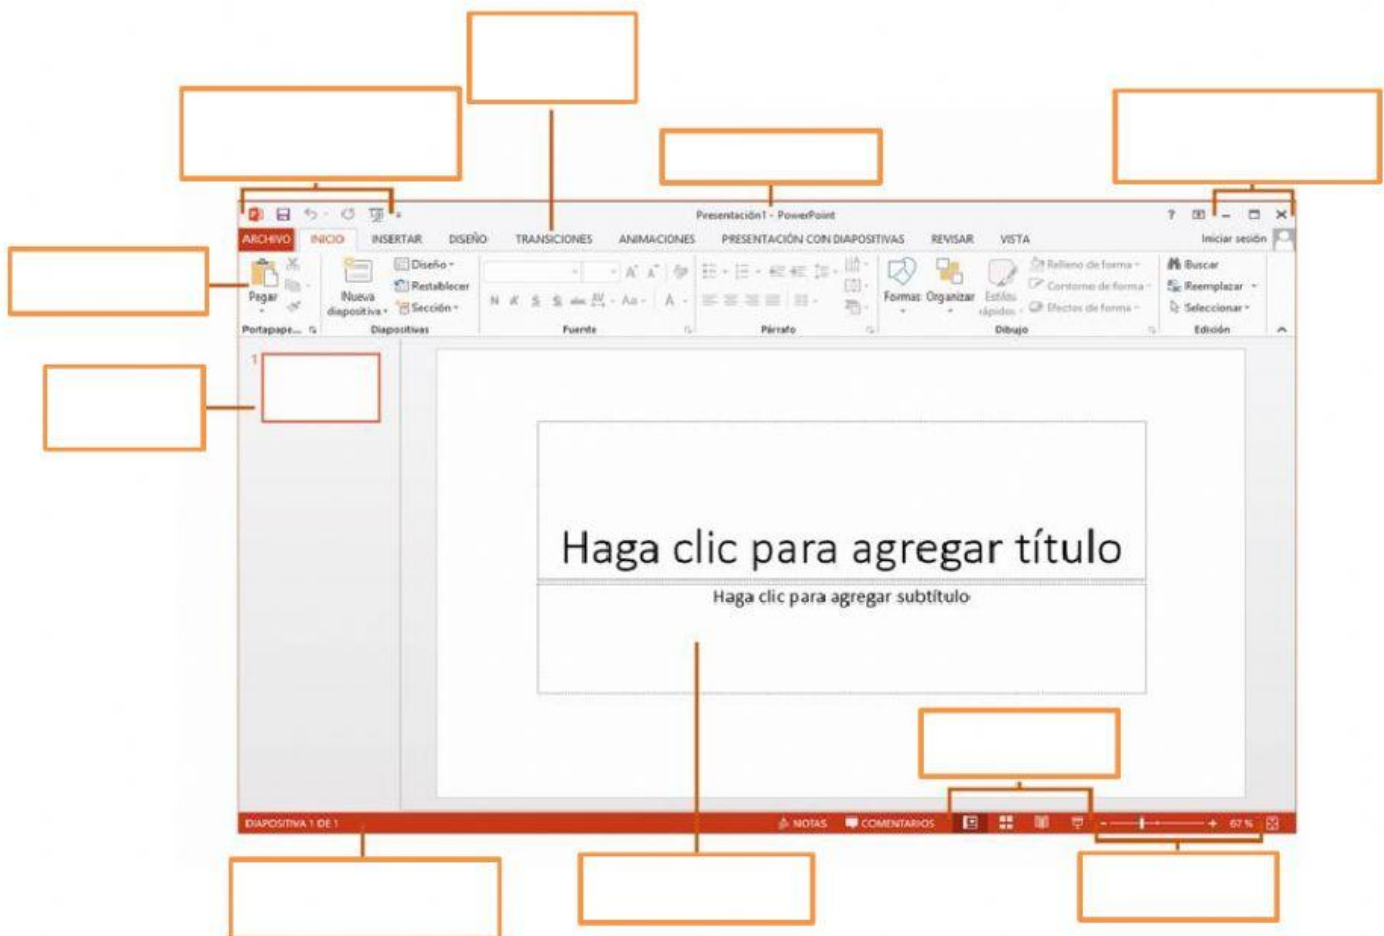 Presentación1 - PowerPoint
?
ARCHIVO INICIO INSERTAR DISEÑO TRANSICIONES ANIMACIONES PRESENTACIÓN CON DIAPOSITIVAS REVISAR VISTA Iniciar sesión
Pegar
Nueva diapositiva
Diseño
Restablecer
Sección
N K S S abc AV Aa A
A A
Formas Organizar Estilos rápidos
Relleno de forma
Contorno de forma
Efectos de forma
Buscar
Reemplazar
Seleccionar
Portapape... Diapositivas Fuente Párrafo Dibujo Edición
1
Haga clic para agregar título
Haga clic para agregar subtítulo
DIAPOSITIVA 1 DE 1 NOTAS COMENTARIOS - + 67 %